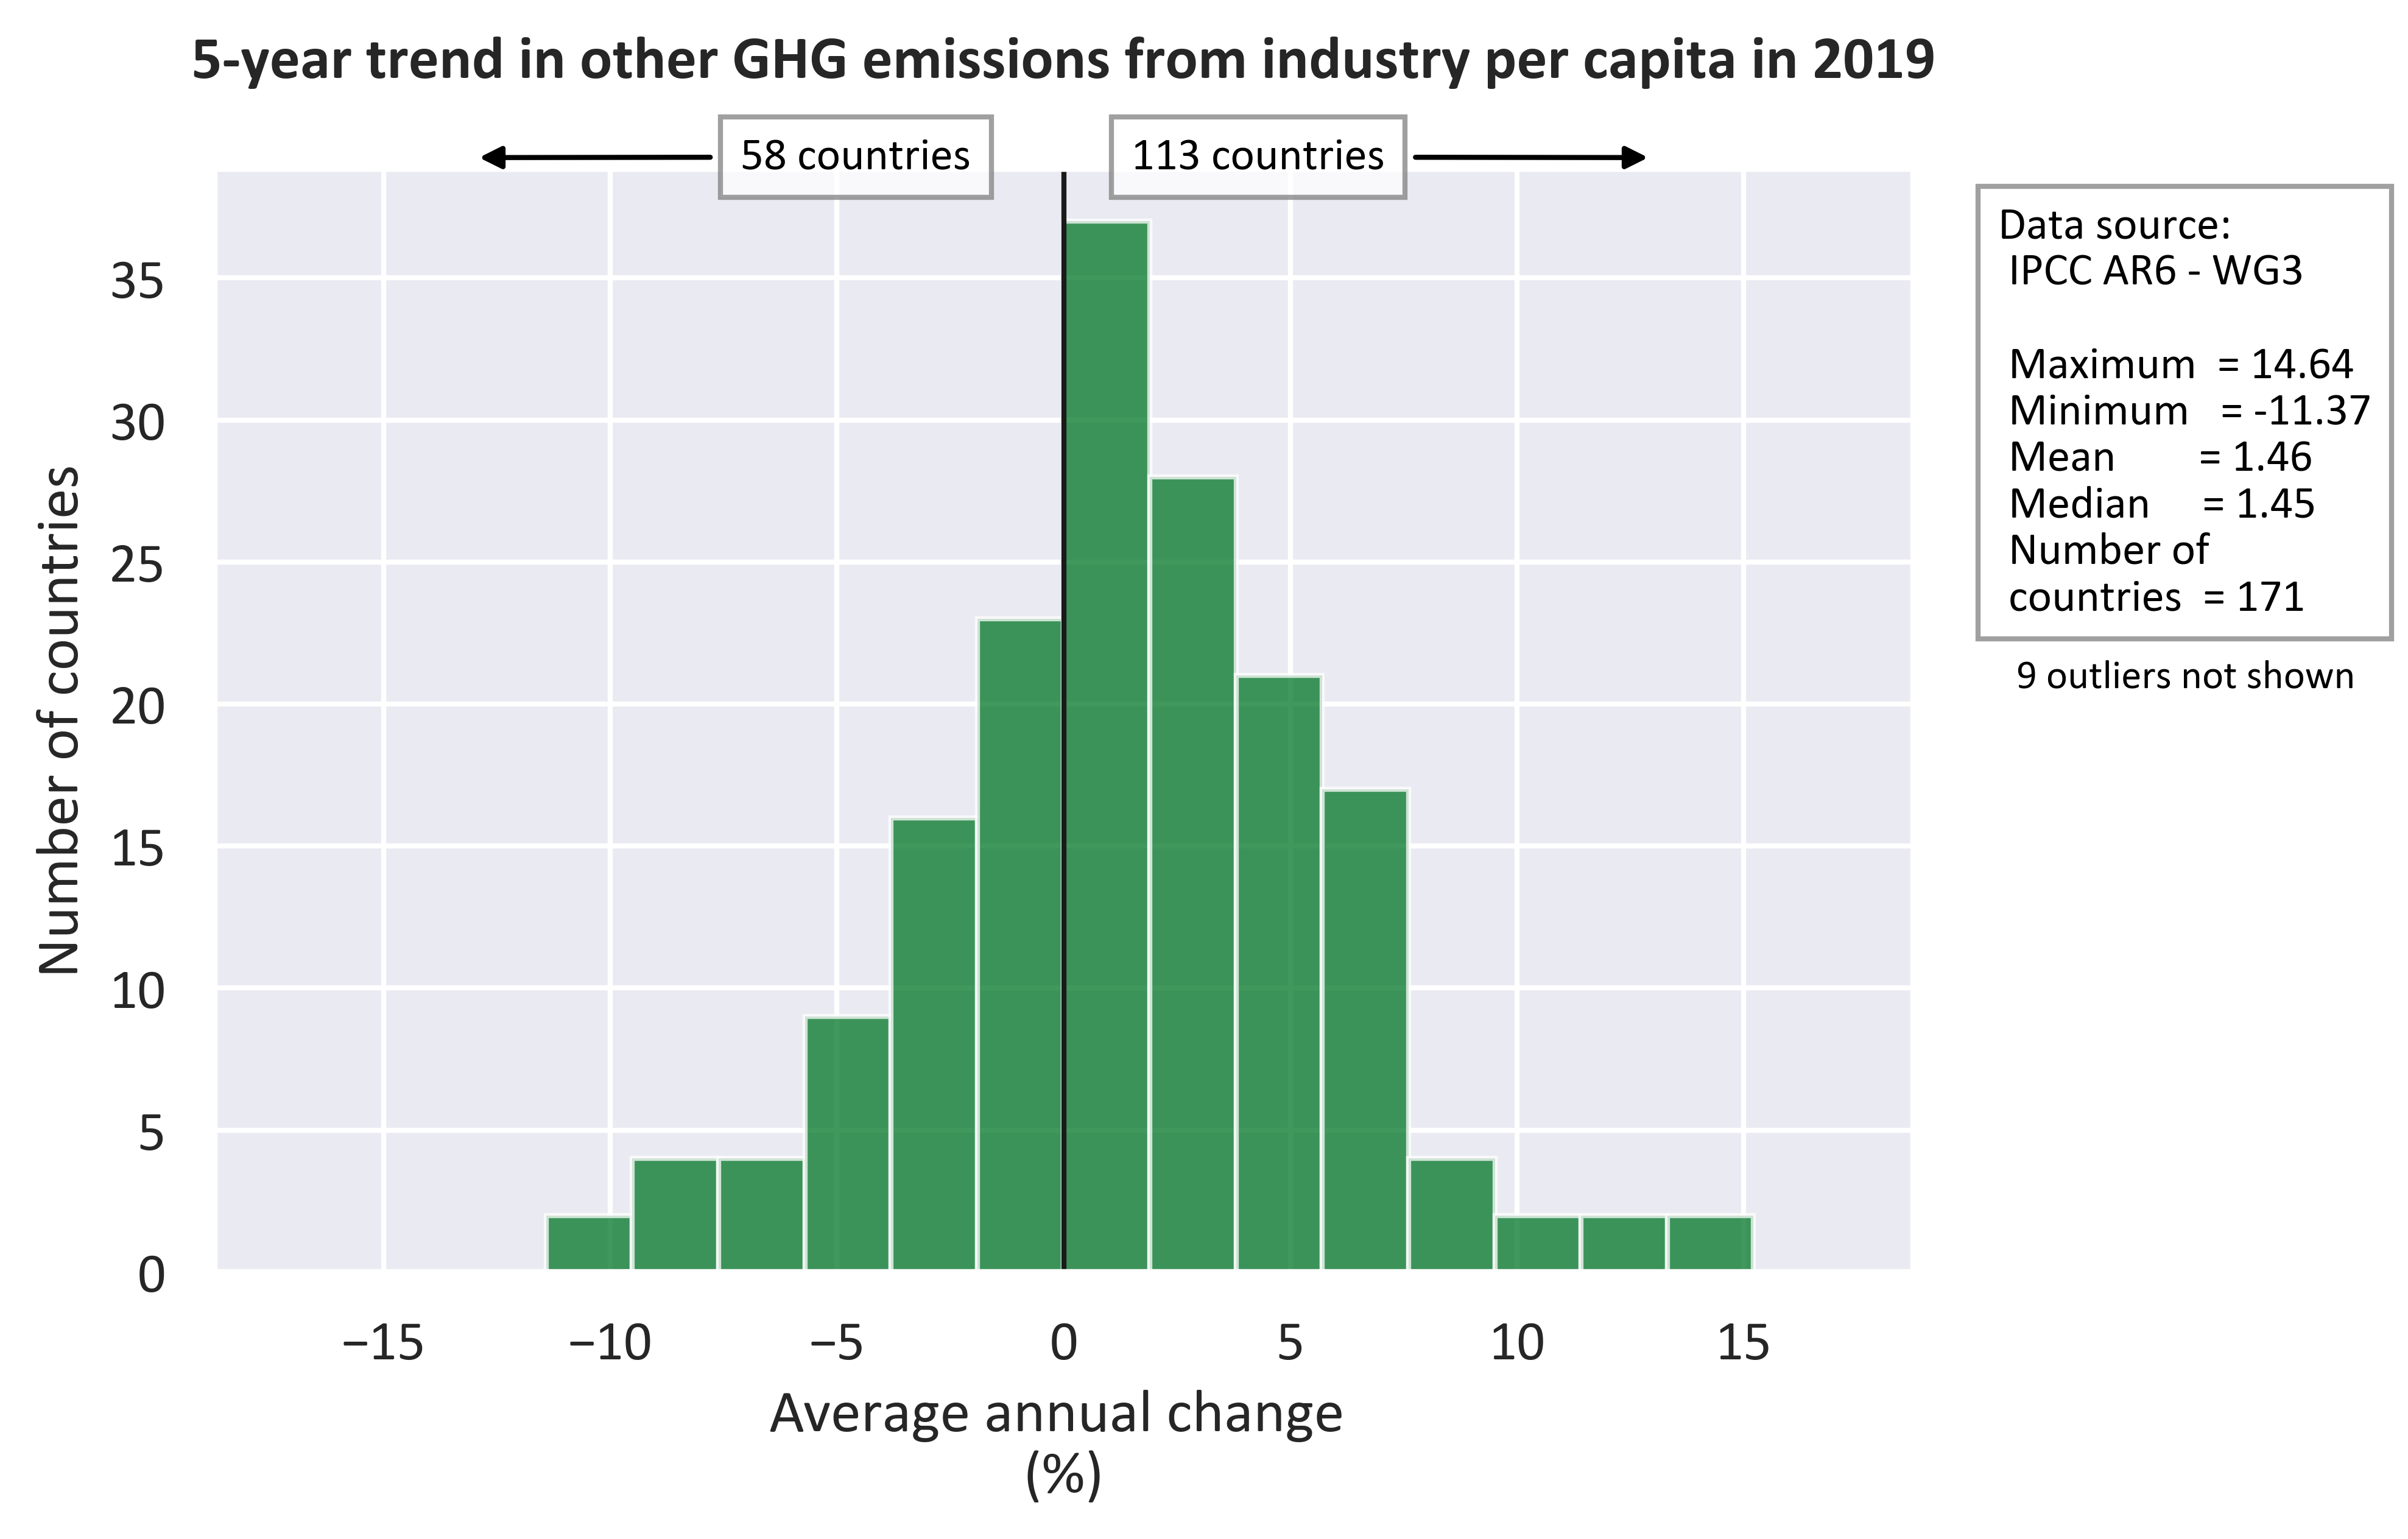 5-year trend in other GHG emissions from industry per capita in 2019
58 countries
113 countries
Data source:
IPCC AR6 - WG3
Maximum = 14.64
Minimum = -11.37
Mean = 1.46
Median = 1.45
Number of
countries = 171
9 outliers not shown
Number of countries
35
30
25
20
15
10
5
0
−15 −10 −5 0 5 10 15
Average annual change
(%)